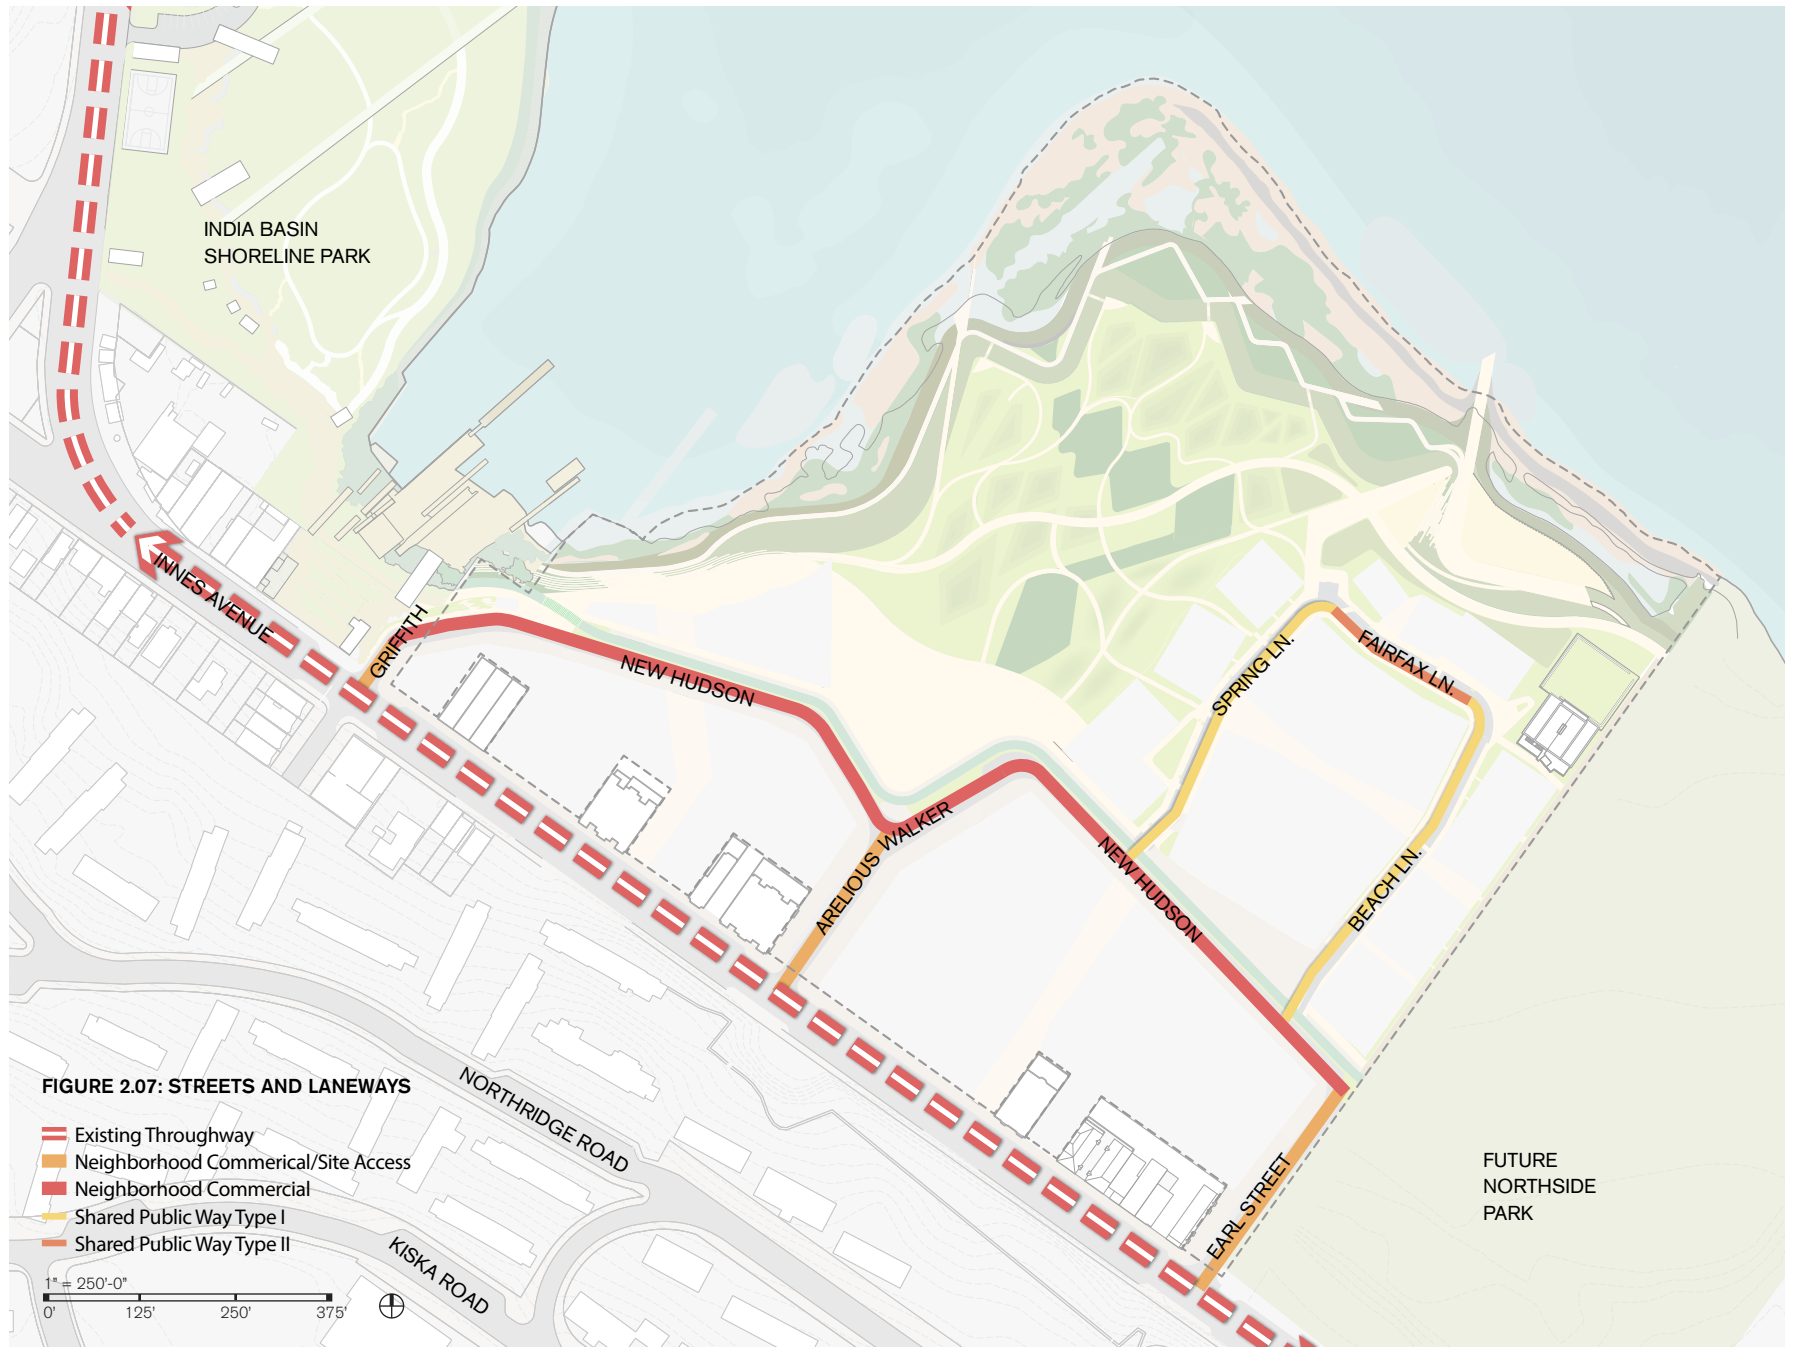 INDIA BASIN
SHORELINE PARK
INNES AVENUE
GRIFFITH
NEW HUDSON
SPRING LN.
FAIRFAX LN.
ARELIOUS WALKER
NEW HUDSON
BEACH LN.
EARL STREET
FUTURE
NORTHSIDE
PARK
NORTHRIDGE ROAD
KISKA ROAD
FIGURE 2.07: STREETS AND LANEWAYS
Existing Throughway
Neighborhood Commerical/Site Access
Neighborhood Commercial
Shared Public Way Type I
Shared Public Way Type II
1" = 250'-0"
0' 125' 250' 375'